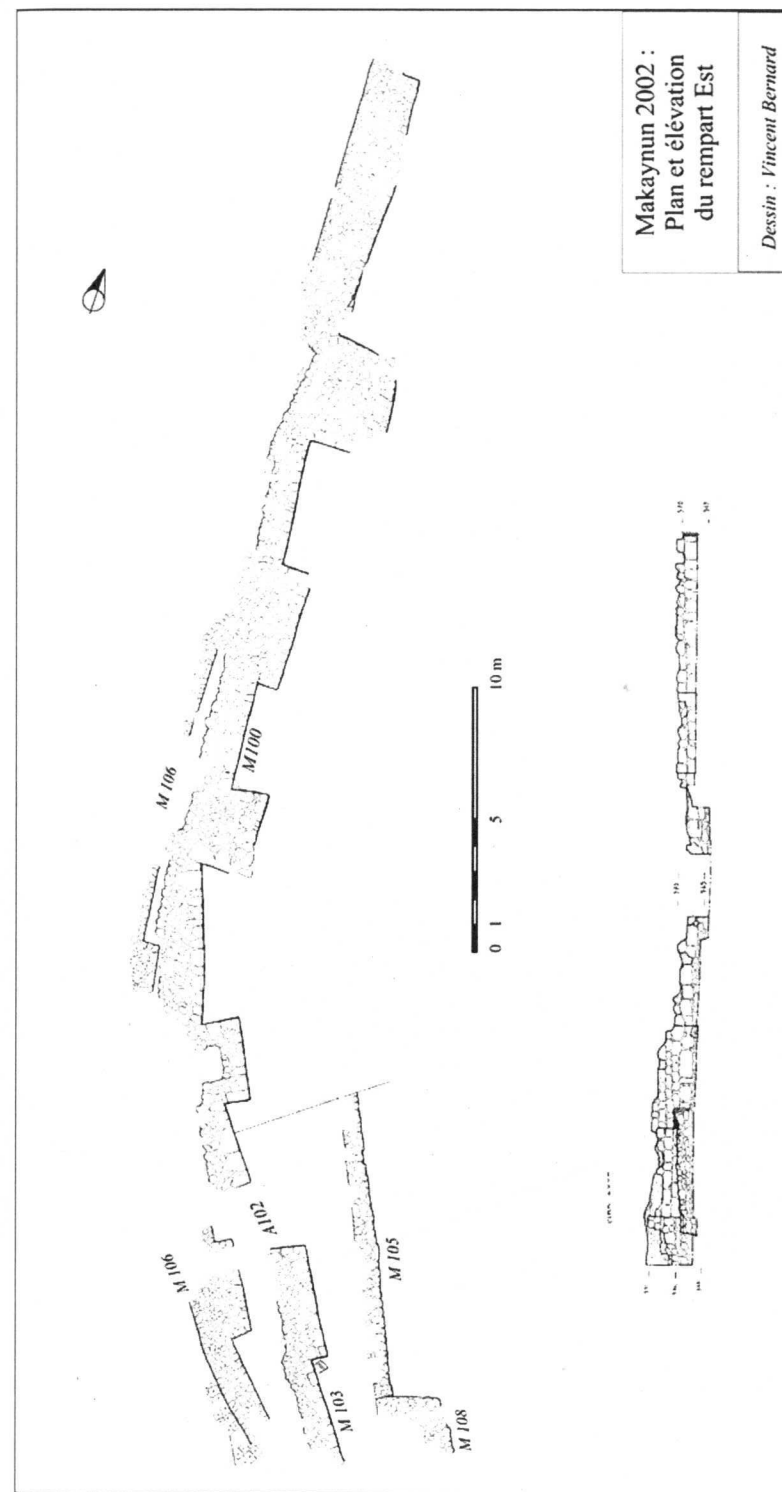 Makaynun 2002 :
Plan et élévation
du rempart Est
Dessin : Vincent Bernard
M 106
M100
M 106
A102
M 103
M 105
M 108
0 1 5 10 m